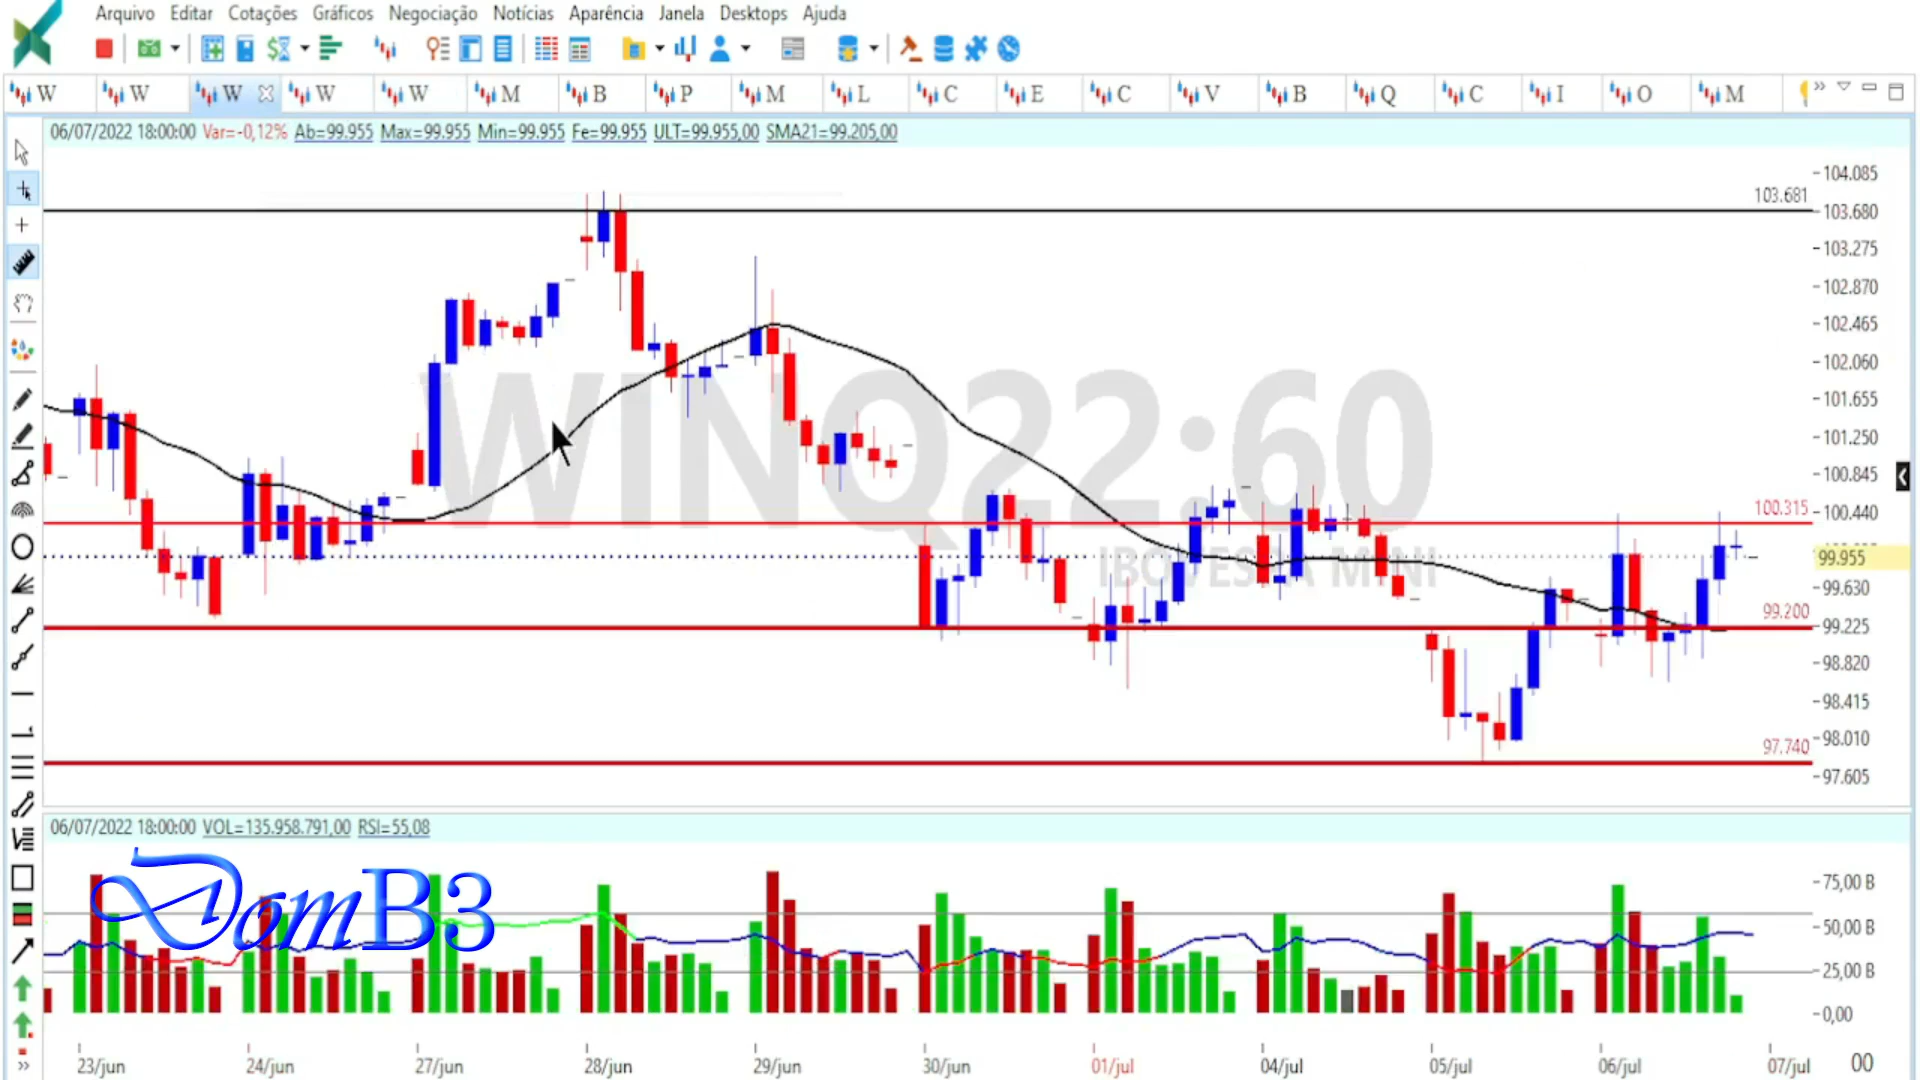 Arquivo Editar Cotações Gráficos Negociação Notícias Aparência Janela Desktops Ajuda
W W W W W M B P M L C E C V B Q C I O M
06/07/2022 18:00:00 Var=-0,12% Ab=99.955 Max=99.955 Min=99.955 Fe=99.955 ULT=99.955,00 SMA21=99.205,00
104.085
103.681
103.680
103.275
102.870
102.465
102.060
101.655
101.250
100.845
WINQ22:60
100.315
100.440
IBOVESPA MINI
99.955
99.630
99.200
99.225
98.820
98.415
98.010
97.740
97.605
06/07/2022 18:00:00 VOL=135.958.791,00 RSI=55,08
DomB3
75,00 B
50,00 B
25,00 B
0,00
23/jun 24/jun 27/jun 28/jun 29/jun 30/jun 01/jul 04/jul 05/jul 06/jul 07/jul 00